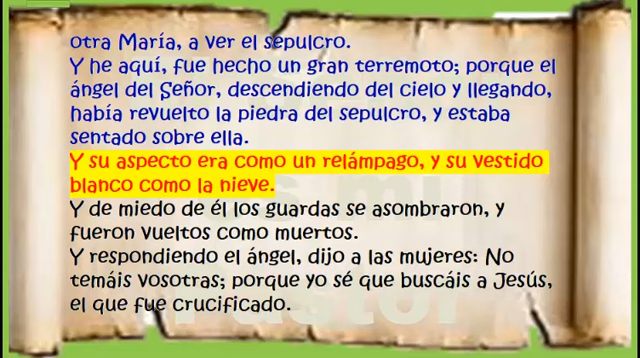 otra María, a ver el sepulcro.
Y he aquí, fue hecho un gran terremoto; porque el
ángel del Señor, descendiendo del cielo y llegando,
había revuelto la piedra del sepulcro, y estaba
sentado sobre ella.
Y su aspecto era como un relámpago, y su vestido
blanco como la nieve.
Y de miedo de él los guardas se asombraron, y
fueron vueltos como muertos.
Y respondiendo el ángel, dijo a las mujeres: No
temáis vosotras; porque yo sé que buscáis a Jesús,
el que fue crucificado.